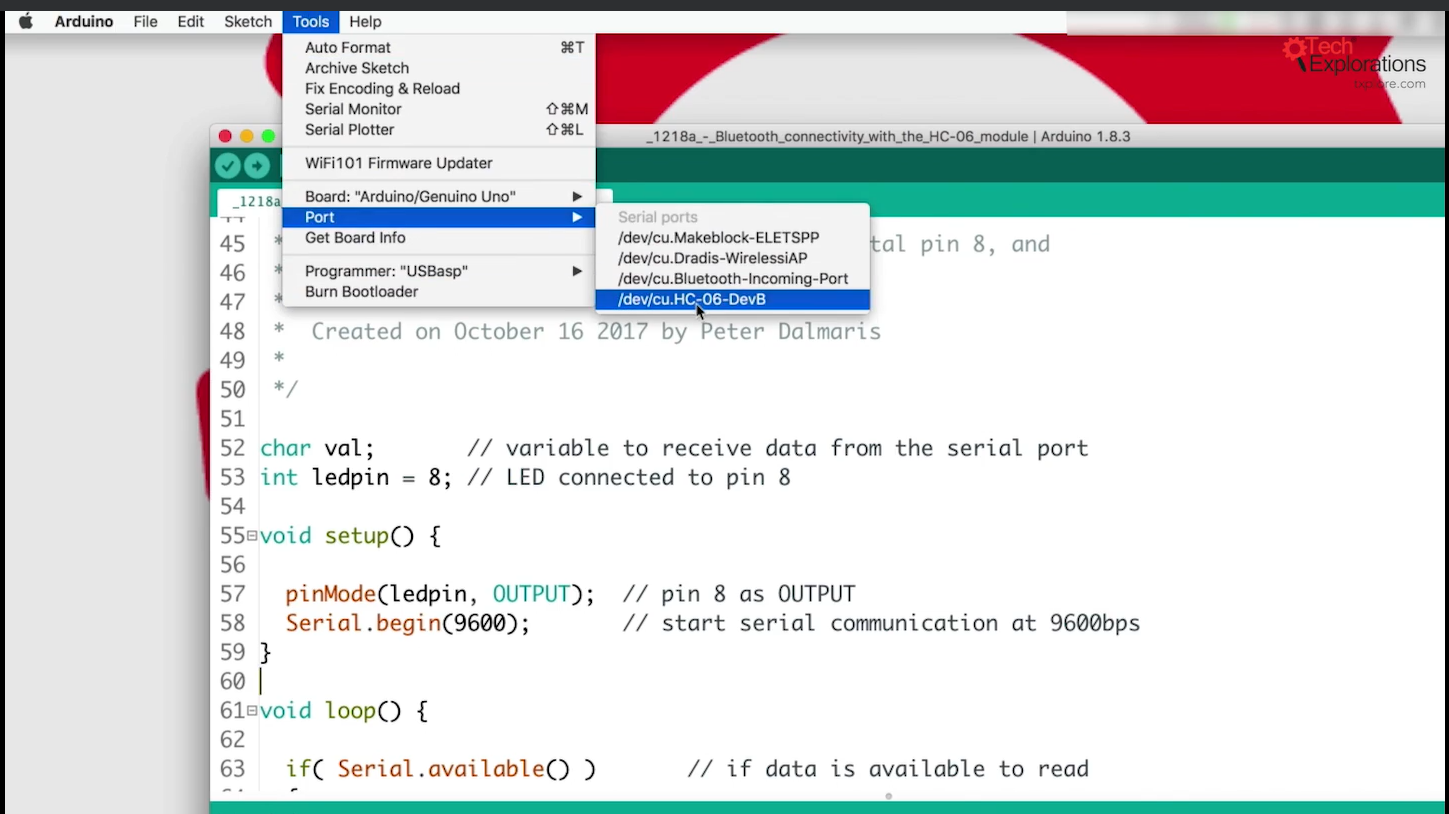 Arduino File Edit Sketch Tools Help
Tech
Explorations
txplore.com
Auto Format ⌘T
Archive Sketch
Fix Encoding & Reload
Serial Monitor ⇧⌘M
Serial Plotter ⇧⌘L
WiFi101 Firmware Updater
Board: "Arduino/Genuino Uno"
Port
Get Board Info
Programmer: "USBasp"
Burn Bootloader
Serial ports
/dev/cu.Makeblock-ELETSPP
/dev/cu.Dradis-WirelessiAP
/dev/cu.Bluetooth-Incoming-Port
/dev/cu.HC-06-DevB
_1218a_-_Bluetooth_connectivity_with_the_HC-06_module | Arduino 1.8.3
_1218a
44
45 * tal pin 8, and
46 *
47 *
48 * Created on October 16 2017 by Peter Dalmaris
49 *
50 */
51
52 char val; // variable to receive data from the serial port
53 int ledpin = 8; // LED connected to pin 8
54
55 void setup() {
56
57 pinMode(ledpin, OUTPUT); // pin 8 as OUTPUT
58 Serial.begin(9600); // start serial communication at 9600bps
59 }
60
61 void loop() {
62
63 if( Serial.available() ) // if data is available to read